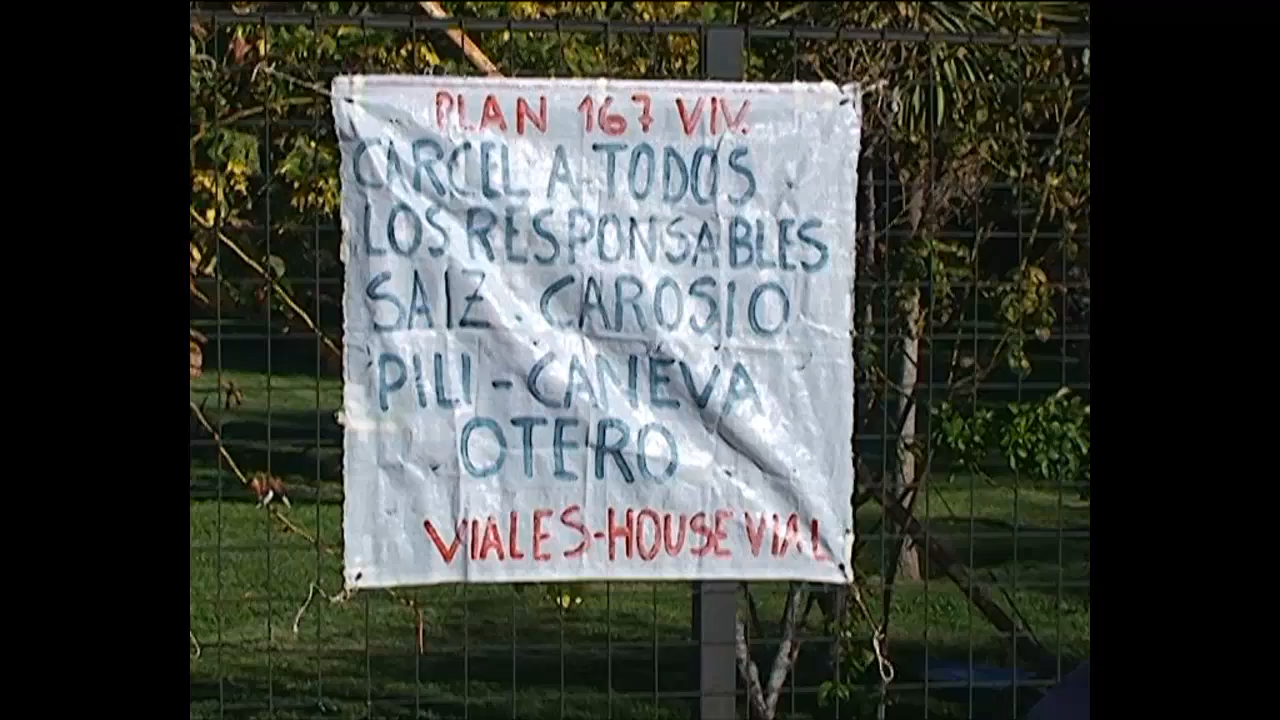 PLAN 167 VIV.
CARCEL A TODOS
LOS RESPONSABLES
SAIZ. CAROSIO
PILI - CANEVA
OTERO
VIALES-HOUSE VIAL